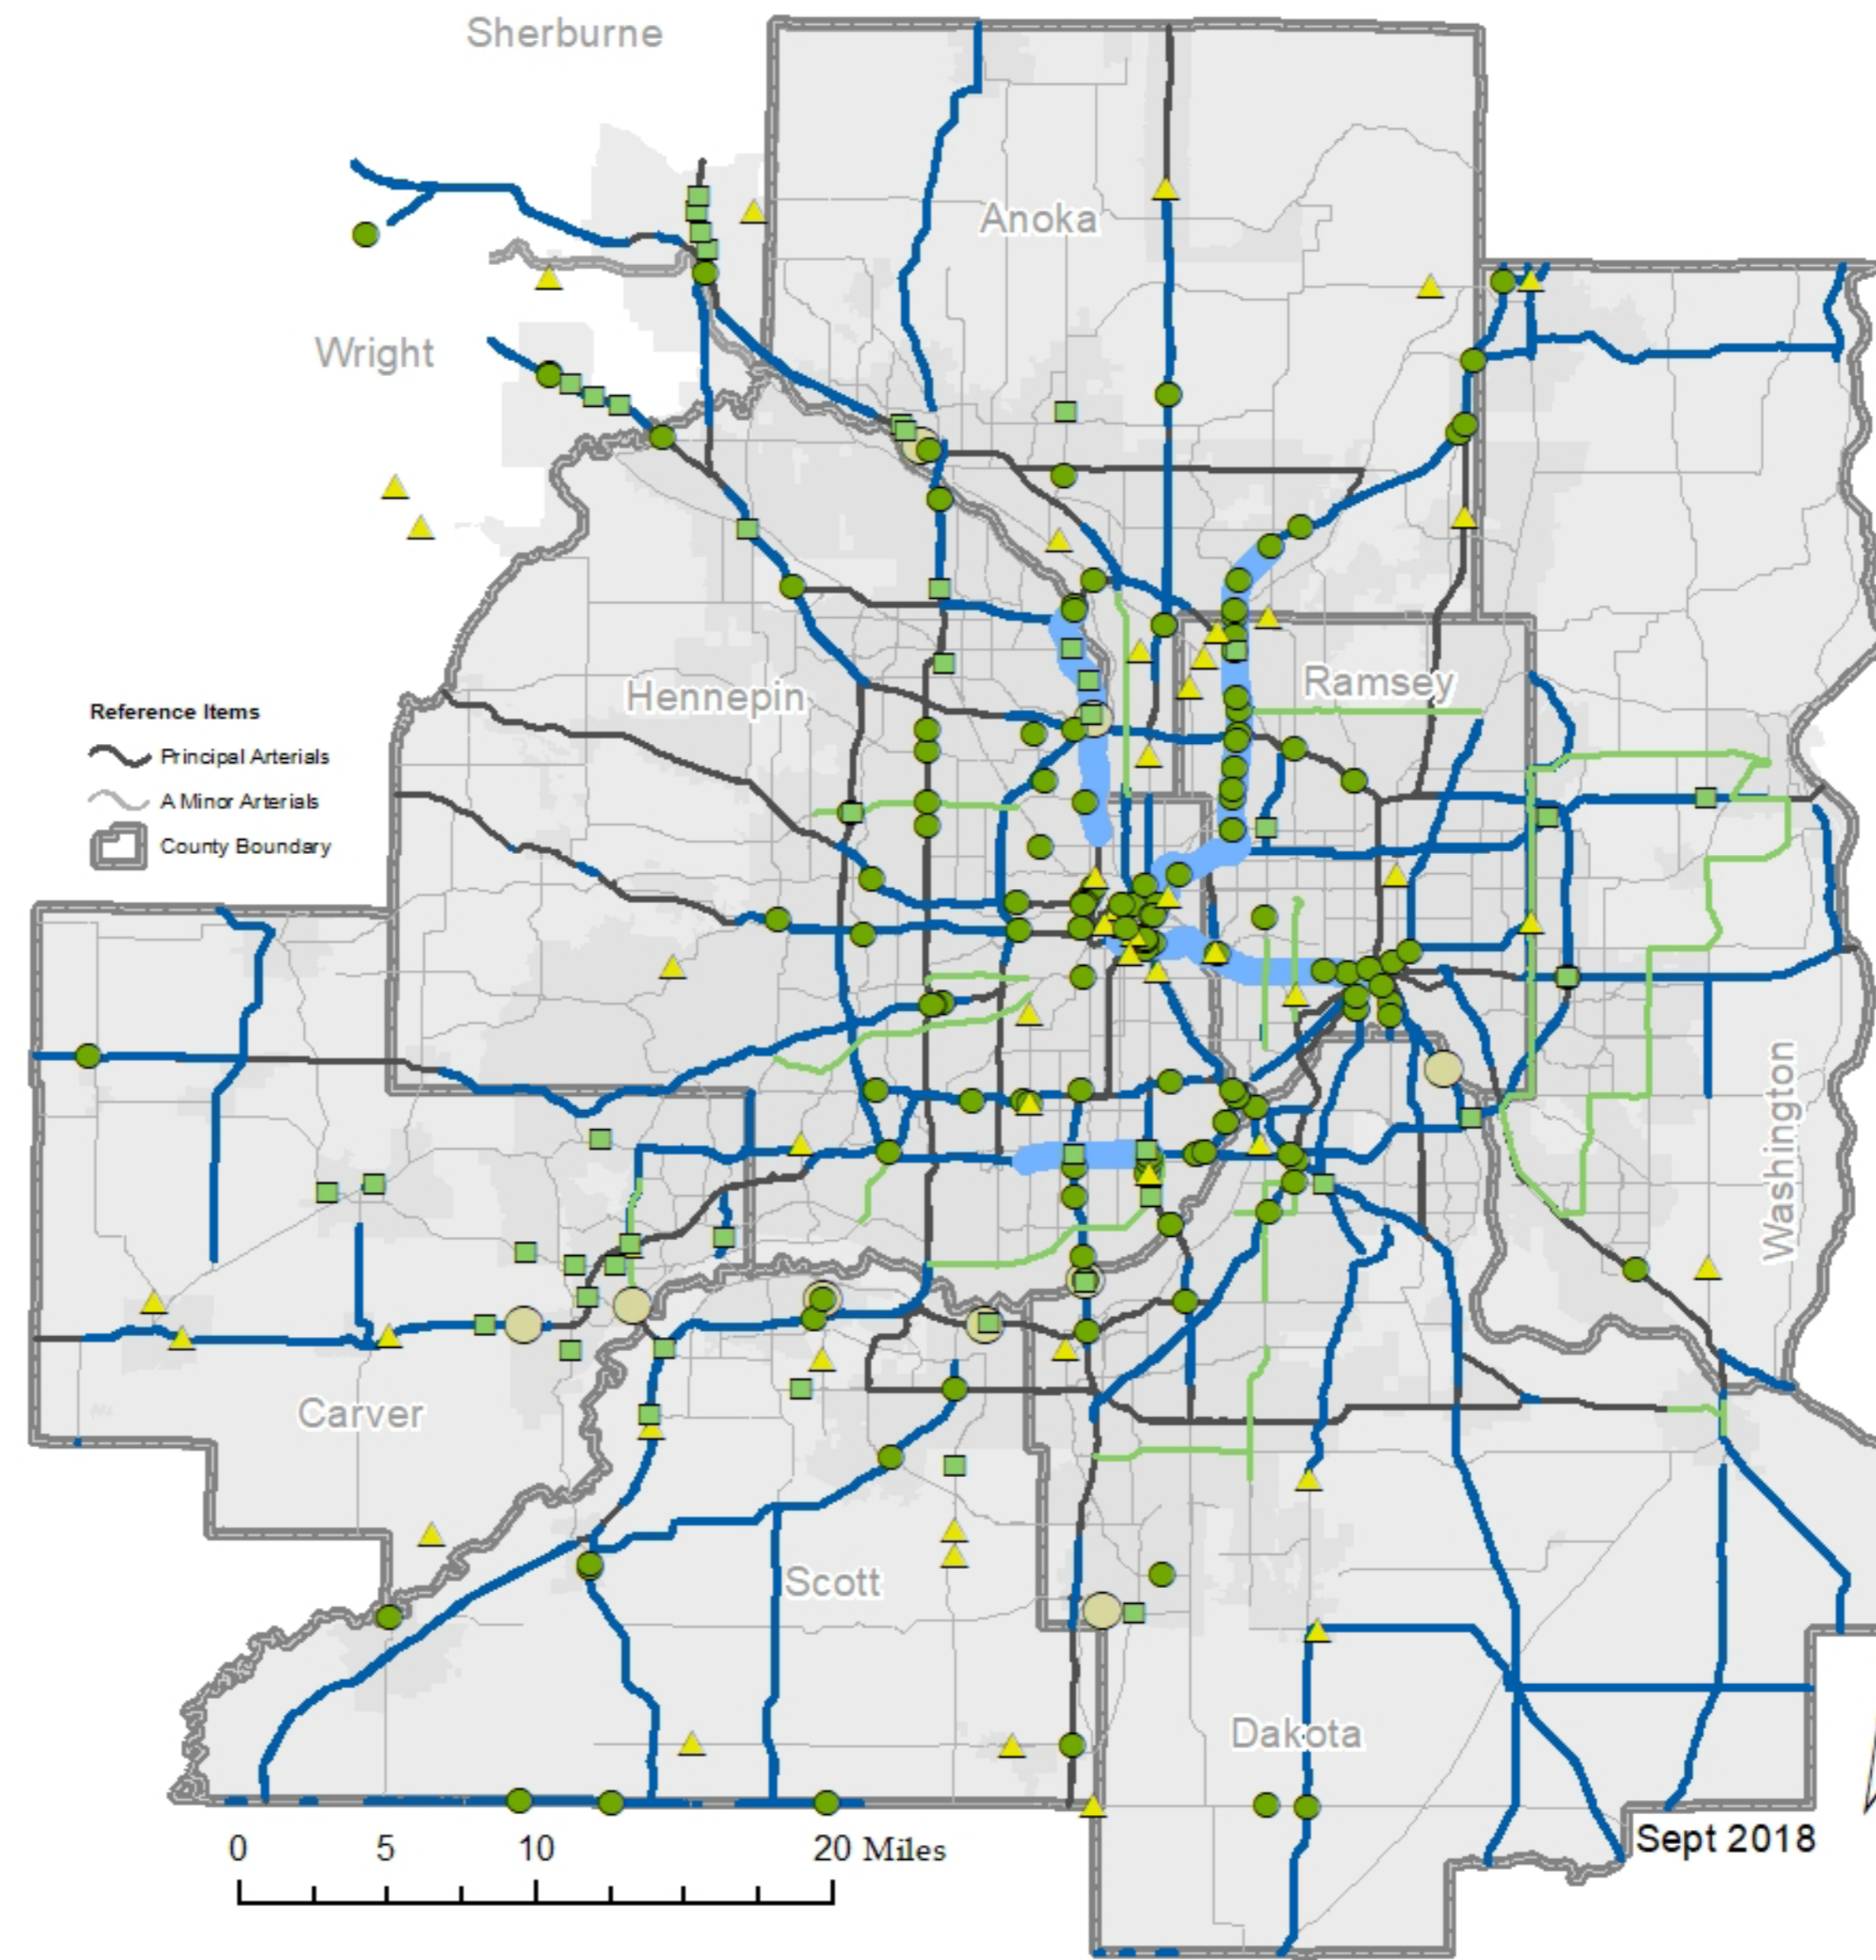 Sherburne
Anoka
Wright
Hennepin
Ramsey
Reference Items
Principal Arterials
A Minor Arterials
County Boundary
Washington
Carver
Scott
Dakota
Sept 2018
0 5 10 20 Miles